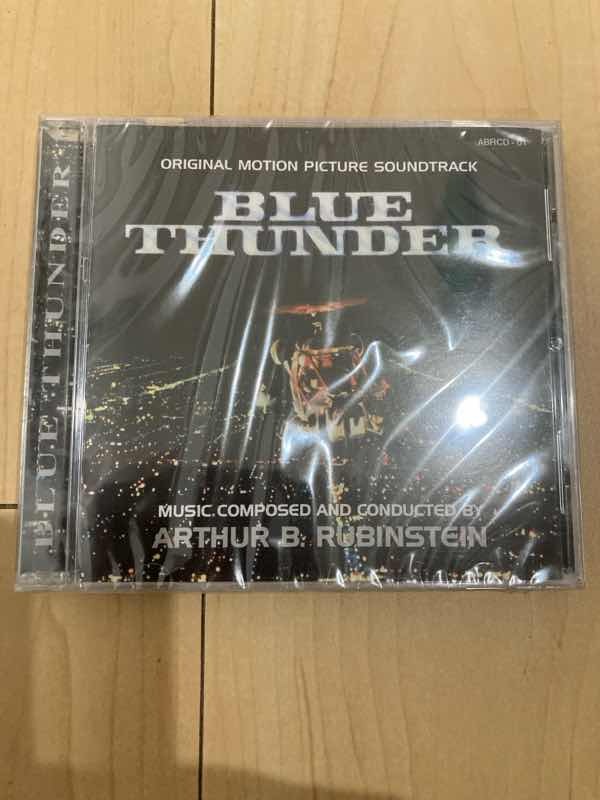 ABRCD-01
ORIGINAL MOTION PICTURE SOUNDTRACK
BLUE
THUNDER
MUSIC COMPOSED AND CONDUCTED BY
ARTHUR B. RUBINSTEIN
BLUE THUNDER